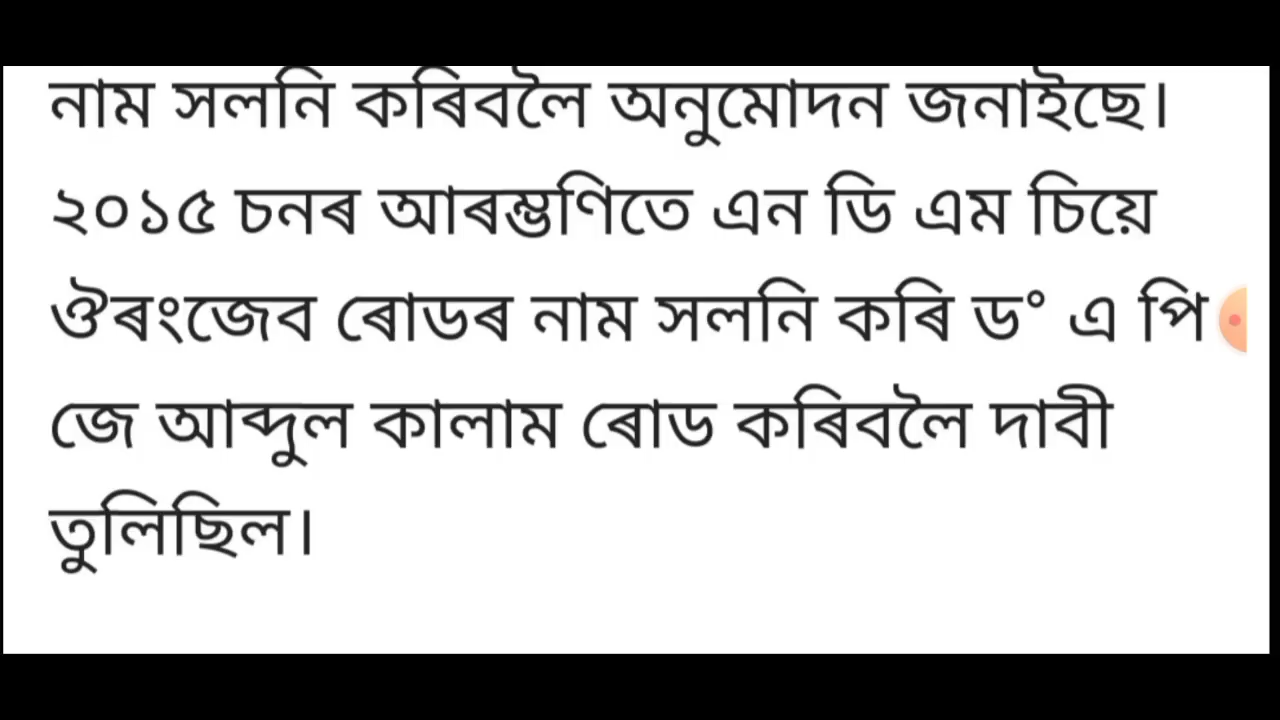 নাম সলনি কৰিবলৈ অনুমোদন জনাইছে।
২০১৫ চনৰ আৰম্ভণিতে এন ডি এম চিয়ে
ঔৰংজেব ৰোডৰ নাম সলনি কৰি ড° এ পি
জে আব্দুল কালাম ৰোড কৰিবলৈ দাবী
তুলিছিল।